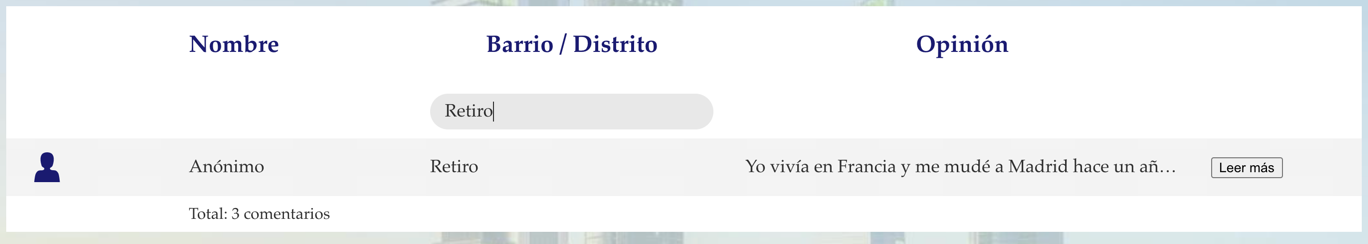 Nombre Barrio / Distrito Opinión
Retiro
Anónimo Retiro Yo vivía en Francia y me mudé a Madrid hace un añ… Leer más
Total: 3 comentarios